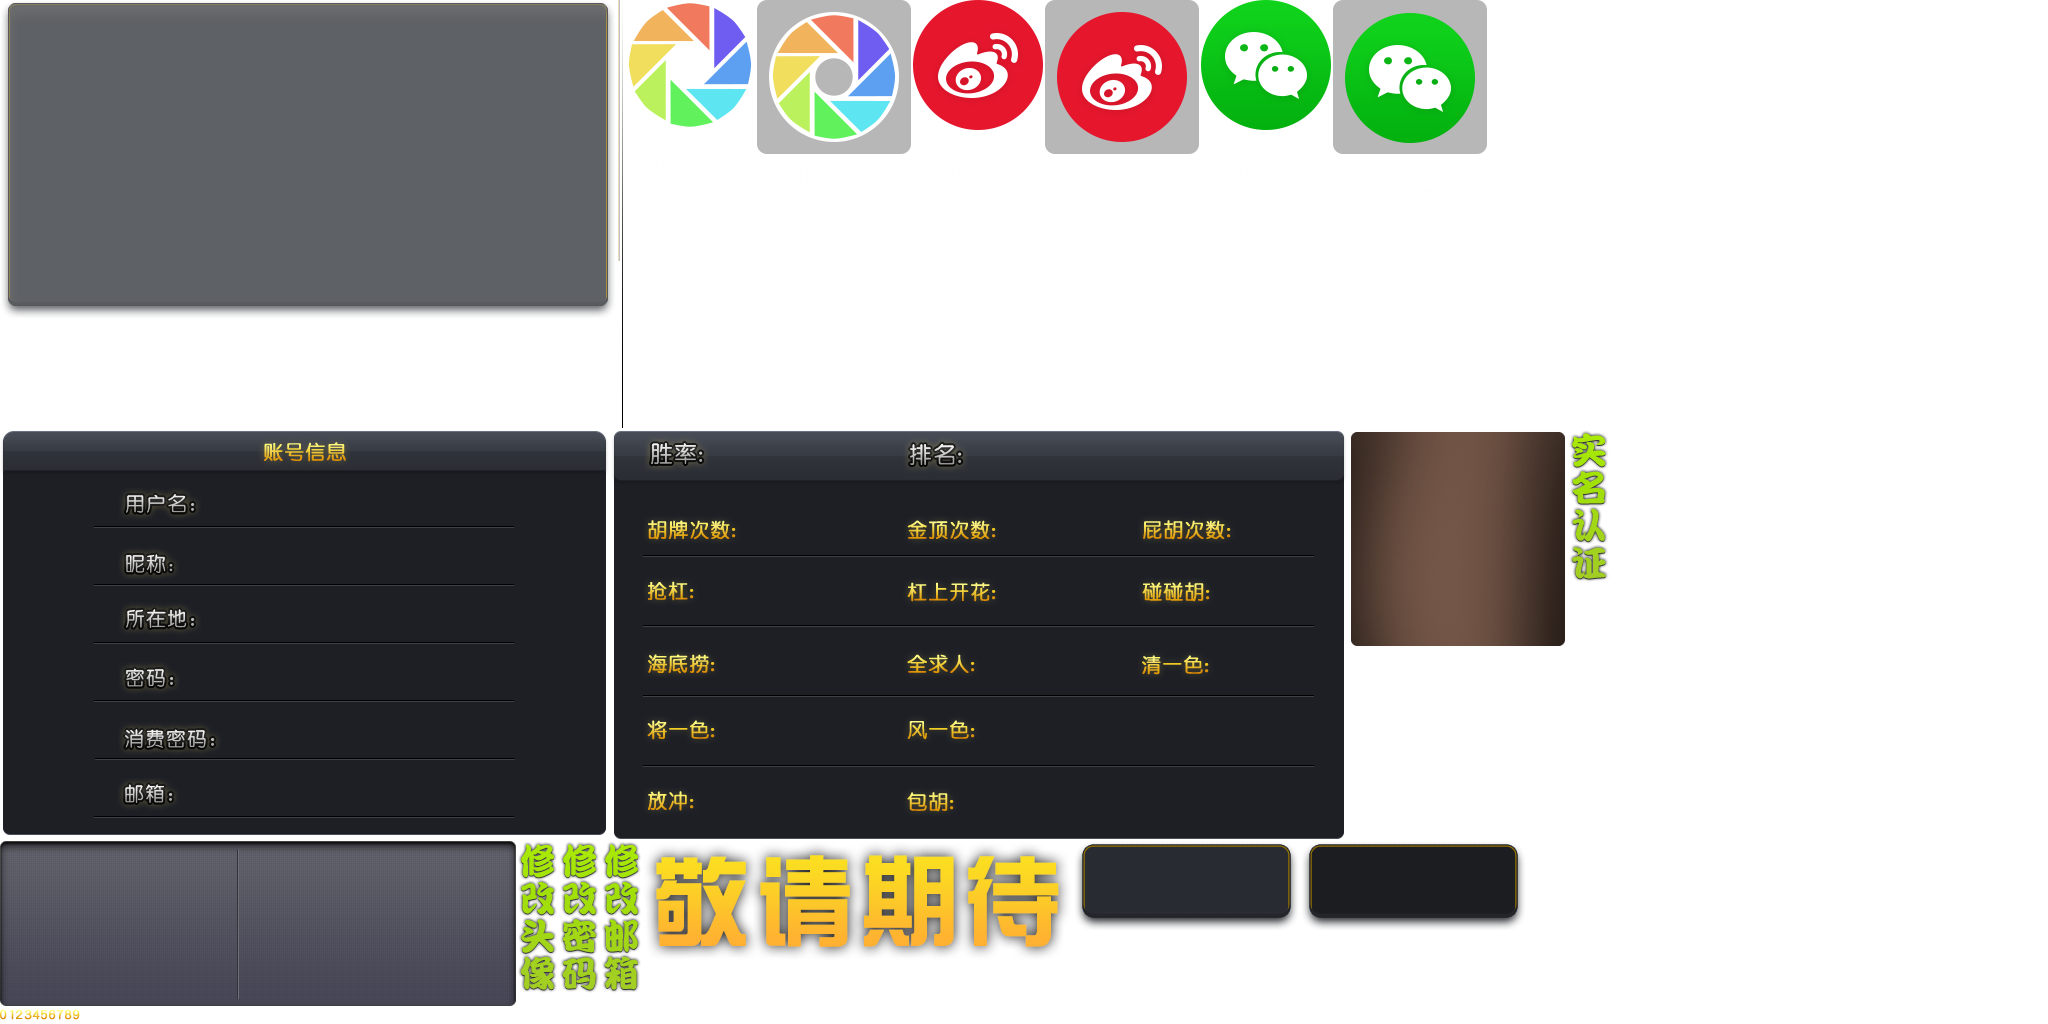 账号信息
用户名:
昵称:
所在地:
密码:
消费密码:
邮箱:
胜率: 排名:
胡牌次数: 金顶次数: 屁胡次数:
抢杠: 杠上开花: 碰碰胡:
海底捞: 全求人: 清一色:
将一色: 风一色:
放冲: 包胡:
实名认证
修改头像
修改密码
修改邮箱
敬请期待
0123456789